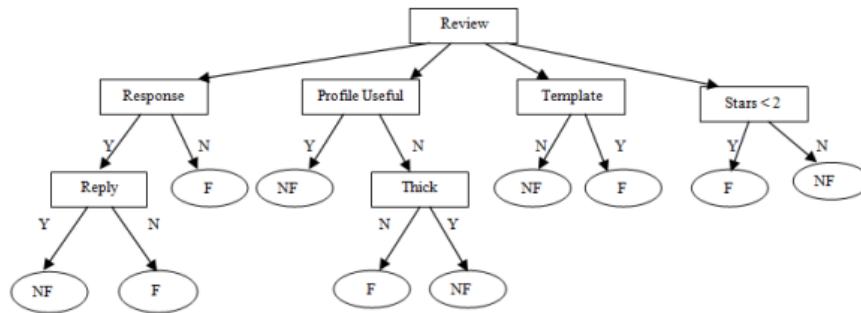 Review
Response Profile Useful Template Stars < 2
Y N Y N N Y Y N
Reply F NF Thick NF F F NF
Y N N Y
NF F F NF